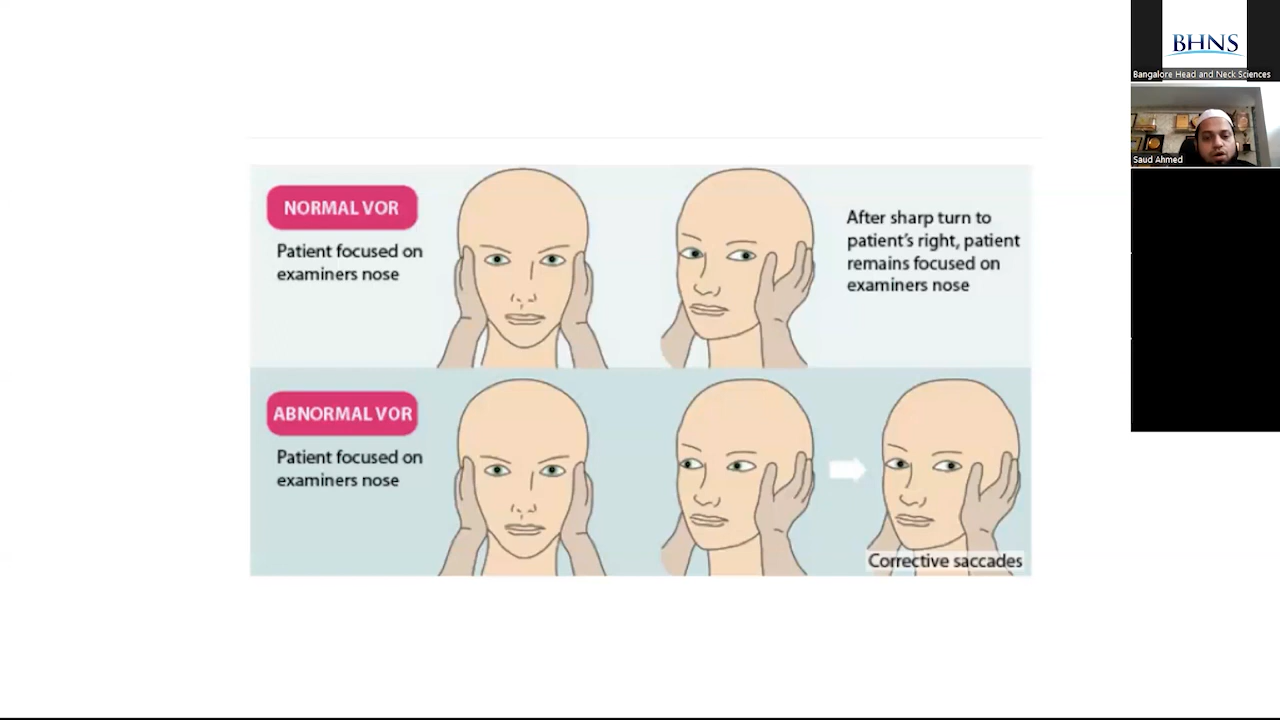 NORMAL VOR
Patient focused on
examiners nose
After sharp turn to
patient's right, patient
remains focused on
examiners nose
ABNORMAL VOR
Patient focused on
examiners nose
Corrective saccades
BHNS
Bangalore Head and Neck Sciences
Saud Ahmed